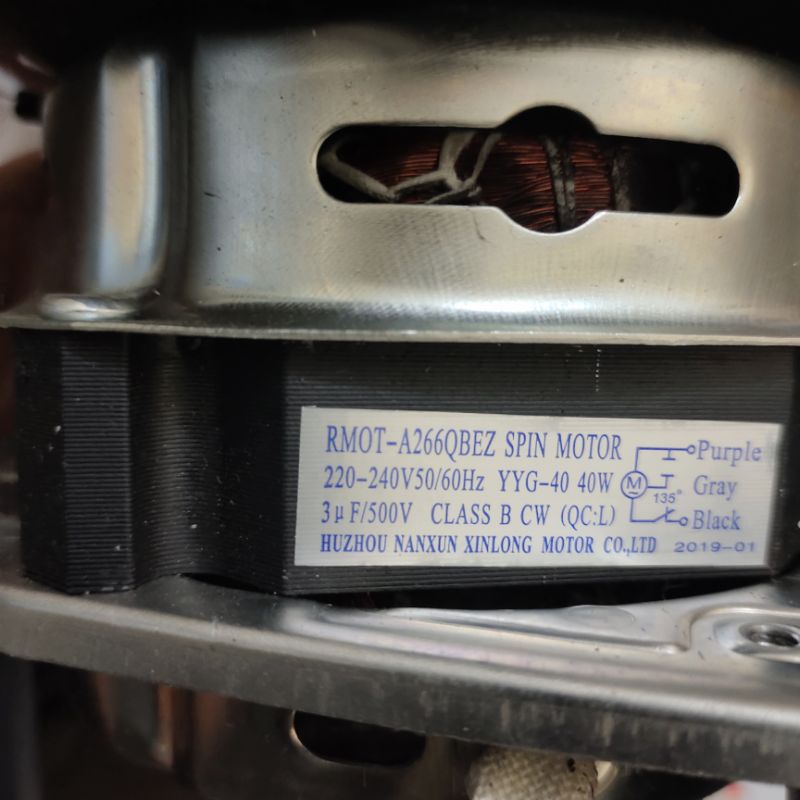 RMOT-A266QBEZ SPIN MOTOR
220-240V50/60Hz YYG-40 40W
3μF/500V CLASS B CW (QC:L)
HUZHOU NANXUN XINLONG MOTOR CO.,LTD 2019-01
M
135°
Purple
Gray
Black